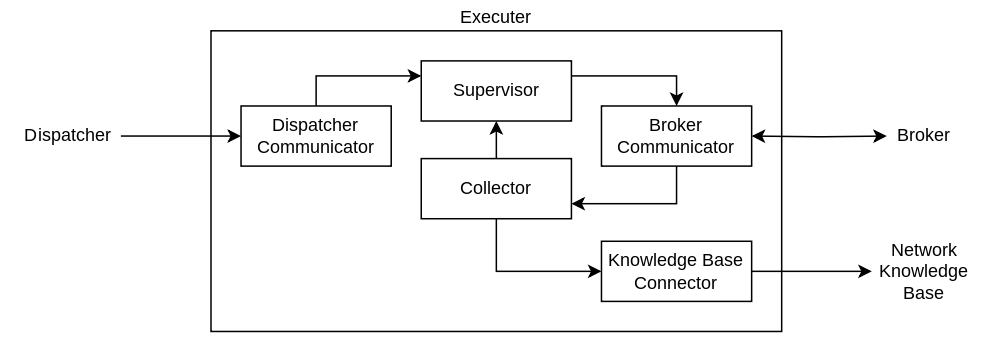 Executer
Supervisor
Dispatcher
Dispatcher
Communicator
Broker
Communicator
Broker
Collector
Knowledge Base
Connector
Network
Knowledge
Base